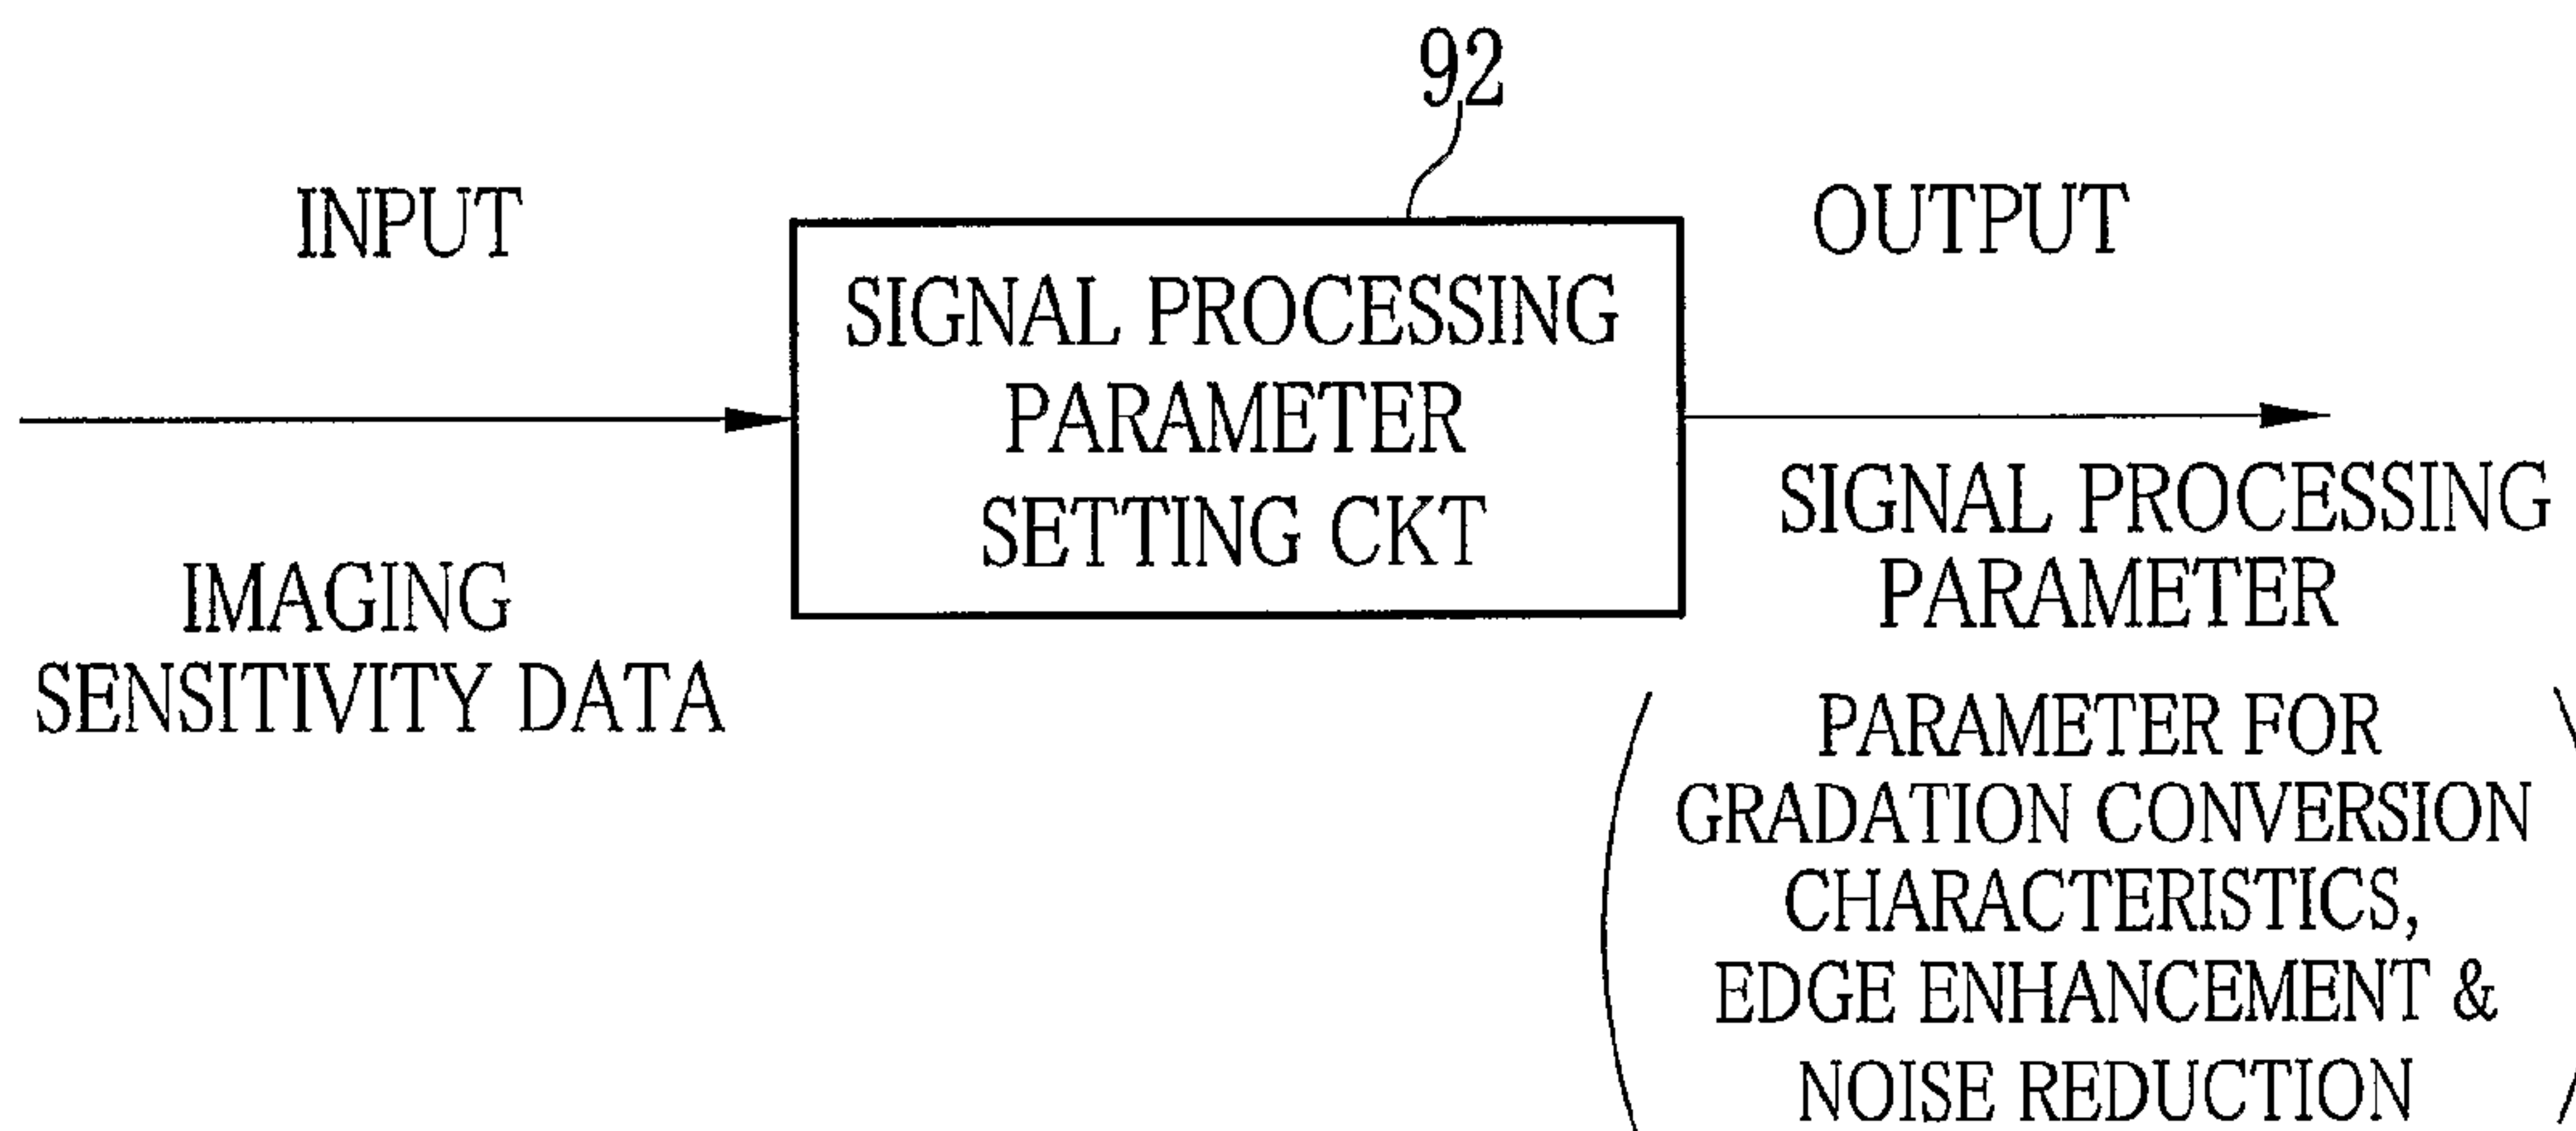 92
INPUT
OUTPUT
SIGNAL PROCESSING
PARAMETER
SETTING CKT
IMAGING
SENSITIVITY DATA
SIGNAL PROCESSING
PARAMETER
PARAMETER FOR
GRADATION CONVERSION
CHARACTERISTICS,
EDGE ENHANCEMENT &
NOISE REDUCTION